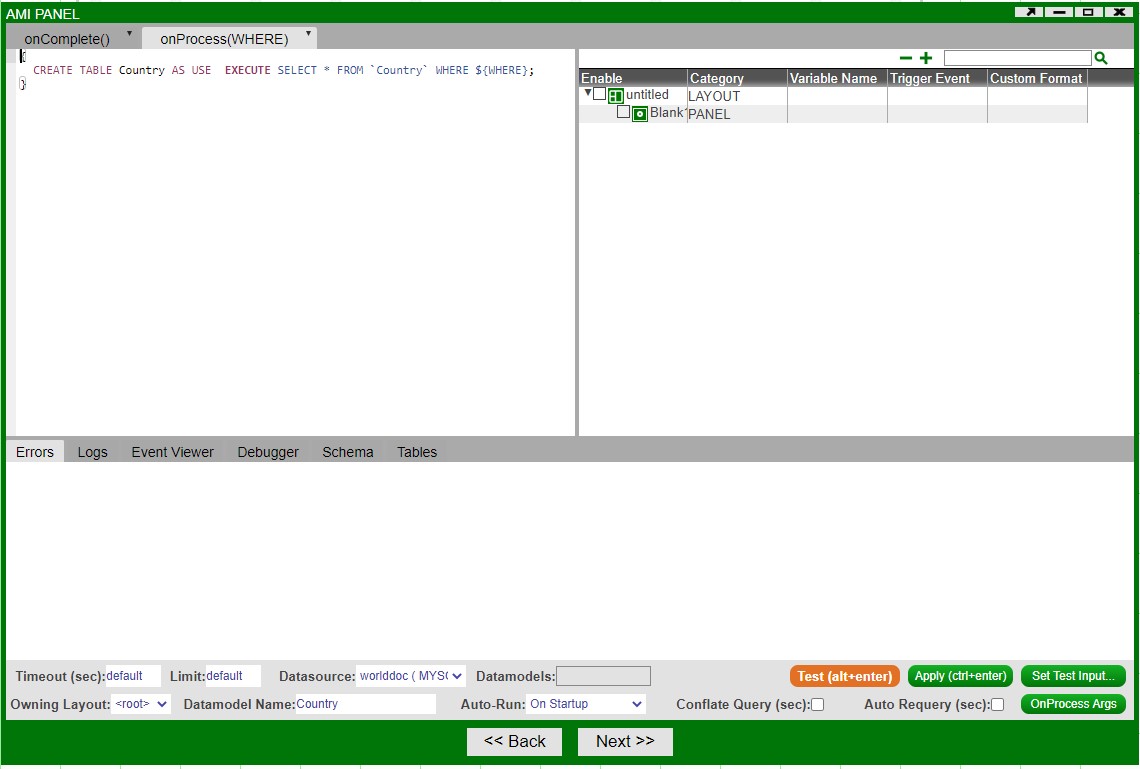 AMI PANEL
onComplete() onProcess(WHERE)
{
CREATE TABLE Country AS USE EXECUTE SELECT * FROM `Country` WHERE ${WHERE};
}
Enable Category Variable Name Trigger Event Custom Format
untitled LAYOUT
Blank1 PANEL
Errors Logs Event Viewer Debugger Schema Tables
Timeout (sec): default Limit: default Datasource: worlddoc ( MYSQ Datamodels: Test (alt+enter) Apply (ctrl+enter) Set Test Input...
Owning Layout: <root> Datamodel Name: Country Auto-Run: On Startup Conflate Query (sec): Auto Requery (sec): OnProcess Args
<< Back Next >>